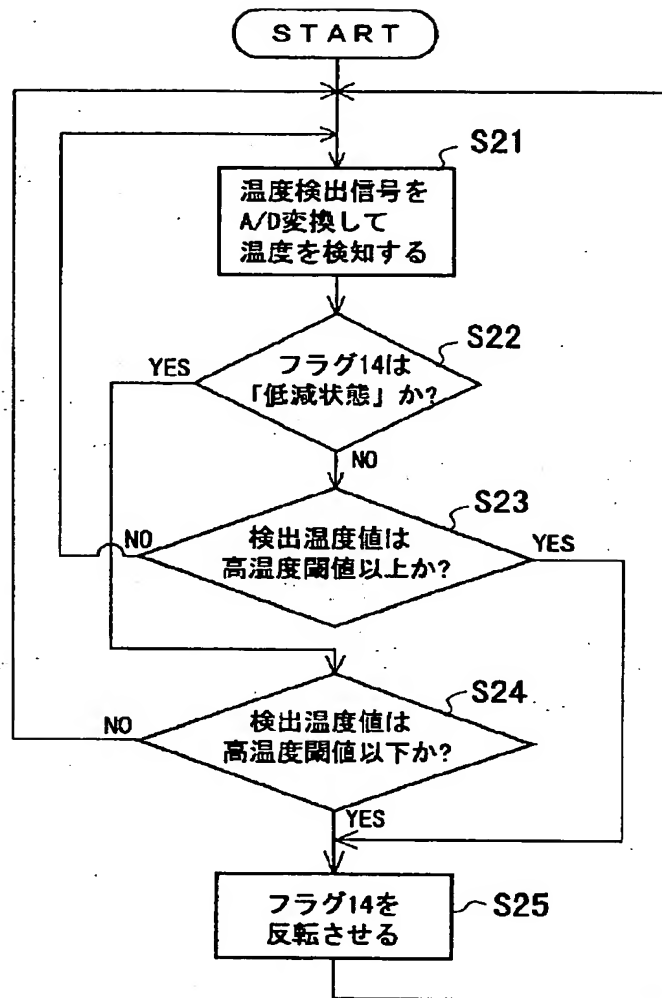 START
S21
温度検出信号を
A/D変換して
温度を検知する
S22
YES
フラグ14は
「低減状態」か?
NO
S23
NO
検出温度値は
高温度閾値以上か?
YES
S24
NO
検出温度値は
高温度閾値以下か?
YES
フラグ14を
反転させる
S25